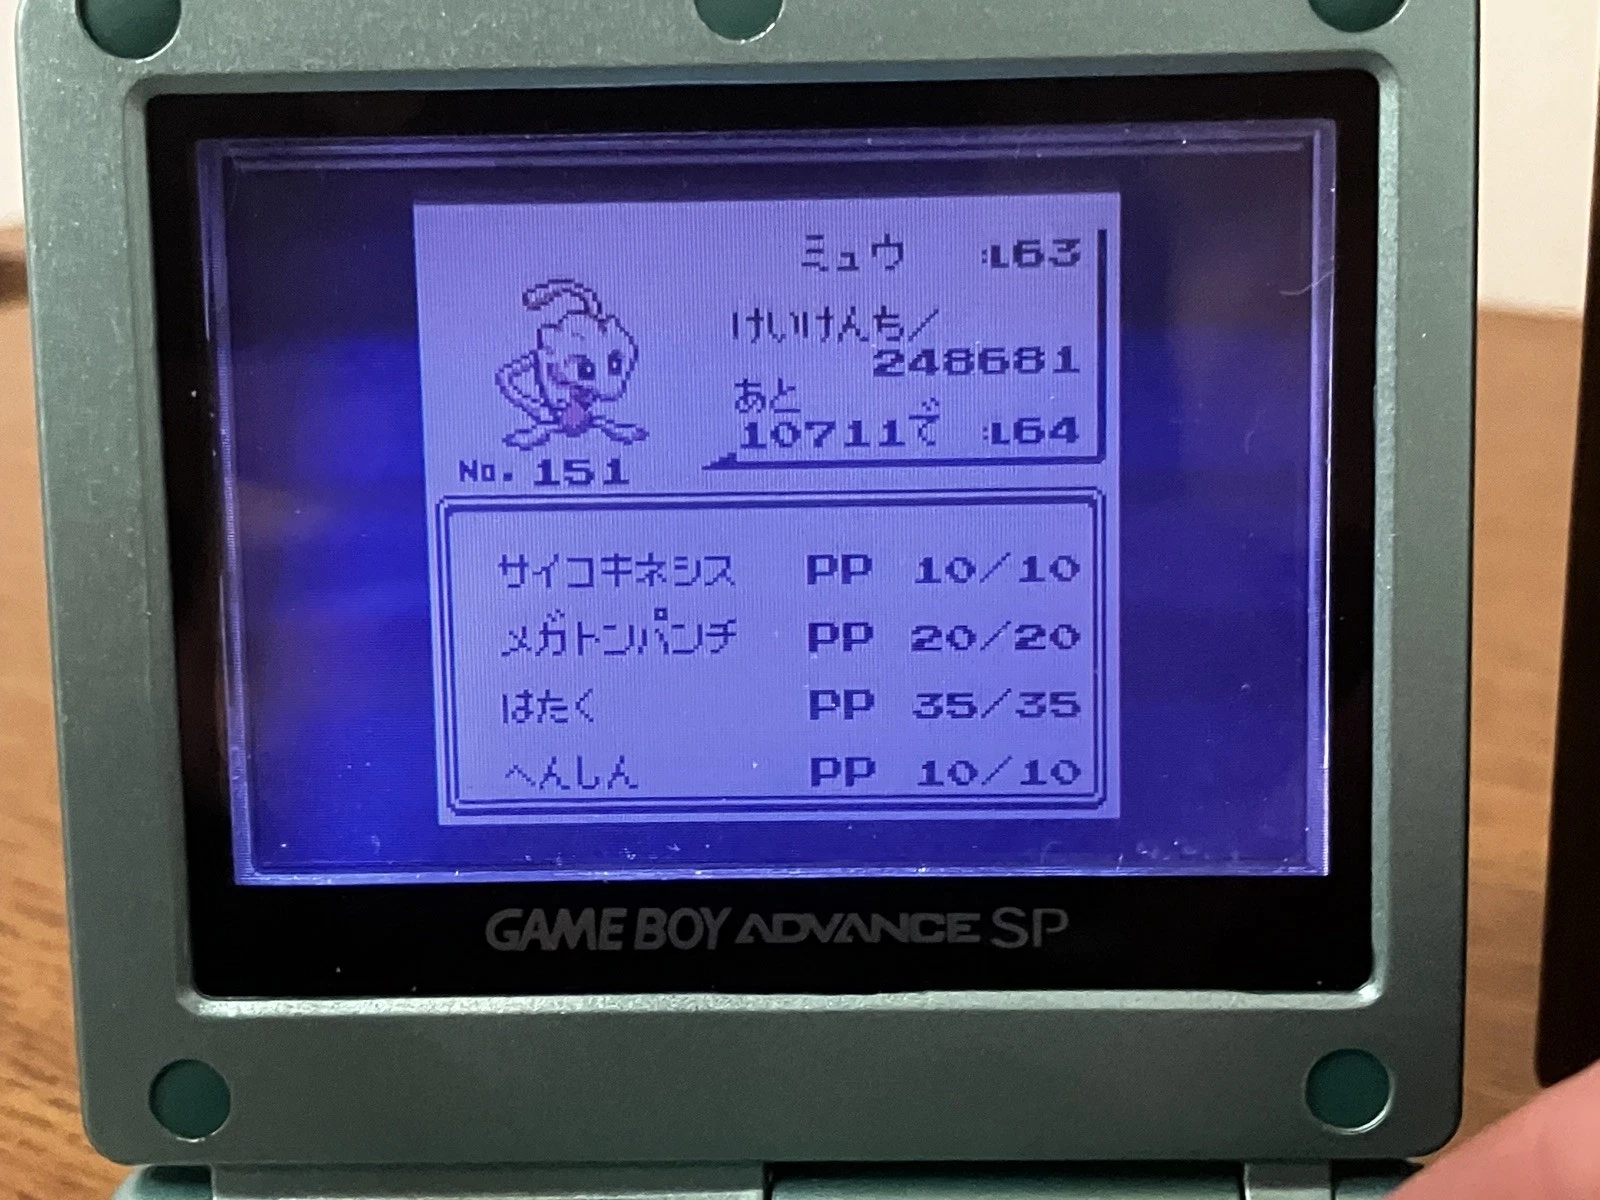 ミュウ :L63
けいけんち/
248681
あと
10711で :L64
No. 151
サイコキネシス PP 10/10
メガトンパンチ PP 20/20
はたく PP 35/35
へんしん PP 10/10
GAME BOY ADVANCE SP